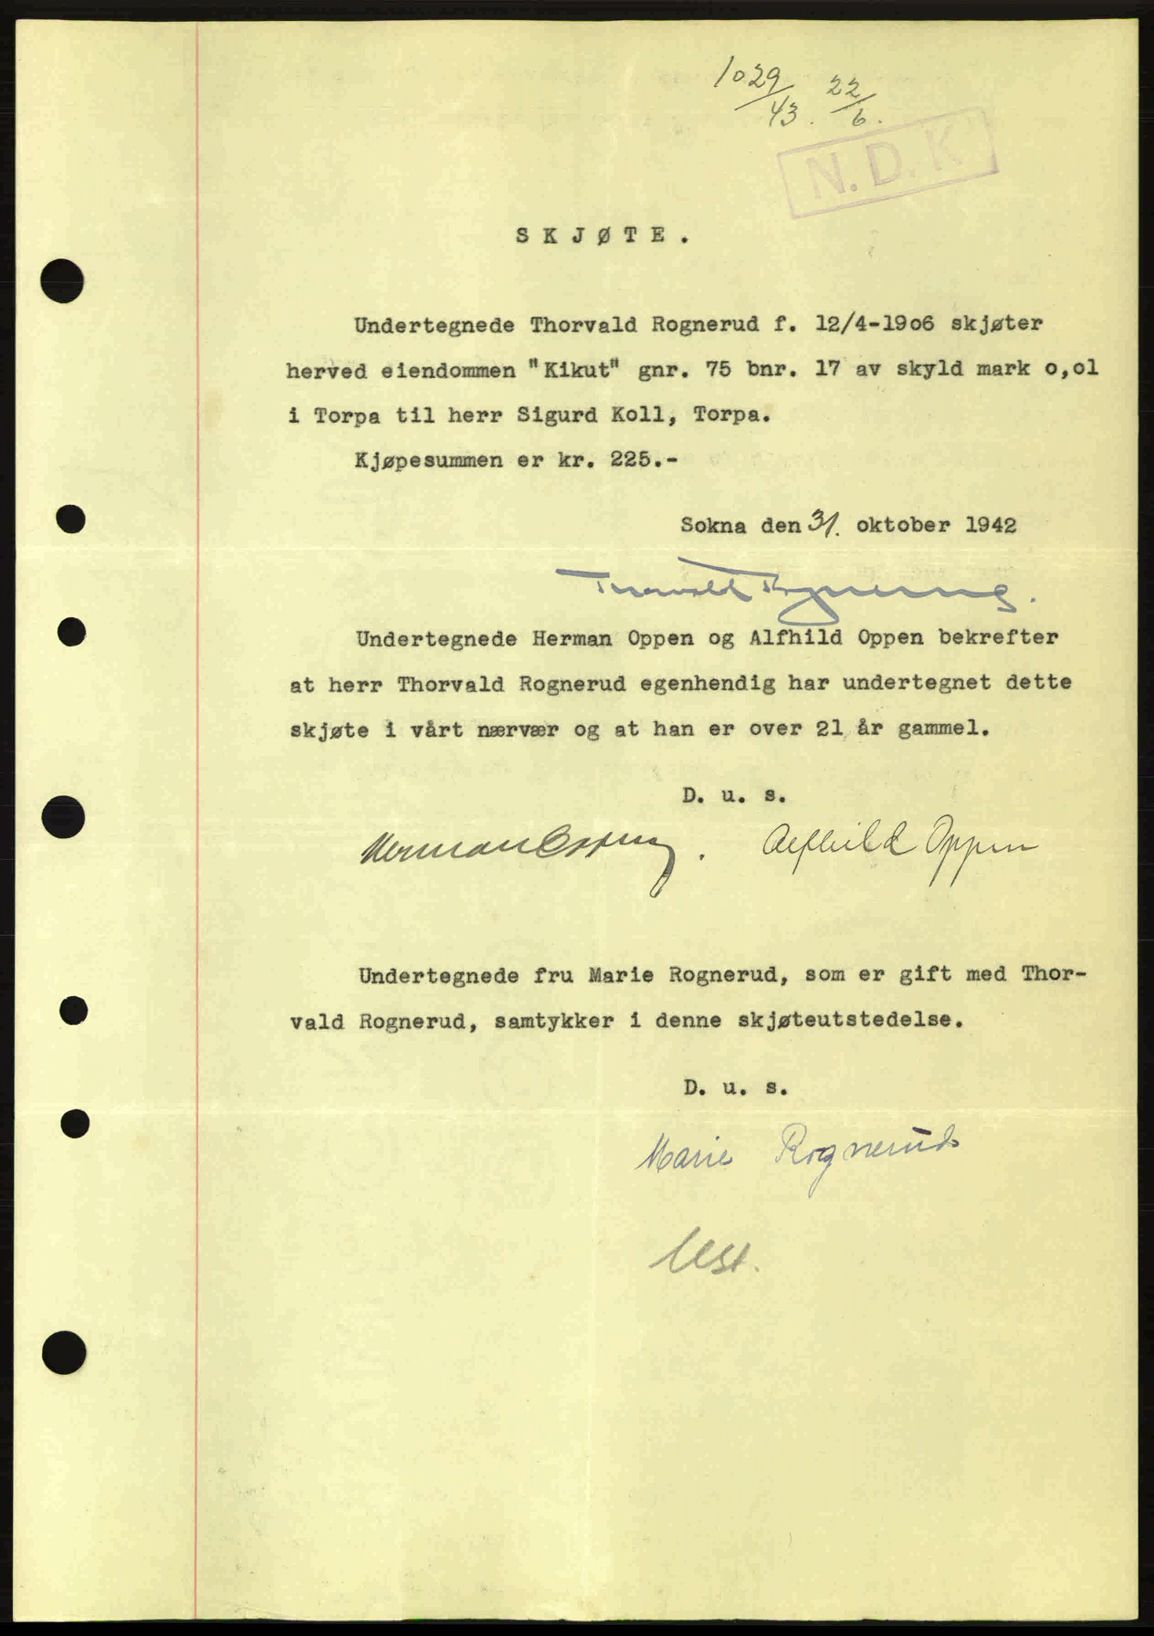 1029/43. 22/6.
N.D.K
SKJØTE.
Undertegnede Thorvald Rognerud f. 12/4-19o6 skjøter
herved eiendommen "Kikut" gnr. 75 bnr. 17 av skyld mark o,ol
i Torpa til herr Sigurd Koll, Torpa.
Kjøpesummen er kr. 225.-
Sokna den 31. oktober 1942
Thorvald Rognerud.
Undertegnede Herman Oppen og Alfhild Oppen bekrefter
at herr Thorvald Rognerud egenhendig har undertegnet dette
skjøte i vårt nærvær og at han er over 21 år gammel.
D. u. s.
Herman Oppen. Alfhild Oppen
Undertegnede fru Marie Rognerud, som er gift med Thor-
vald Rognerud, samtykker i denne skjøteutstedelse.
D. u. s.
Marie Rognerud